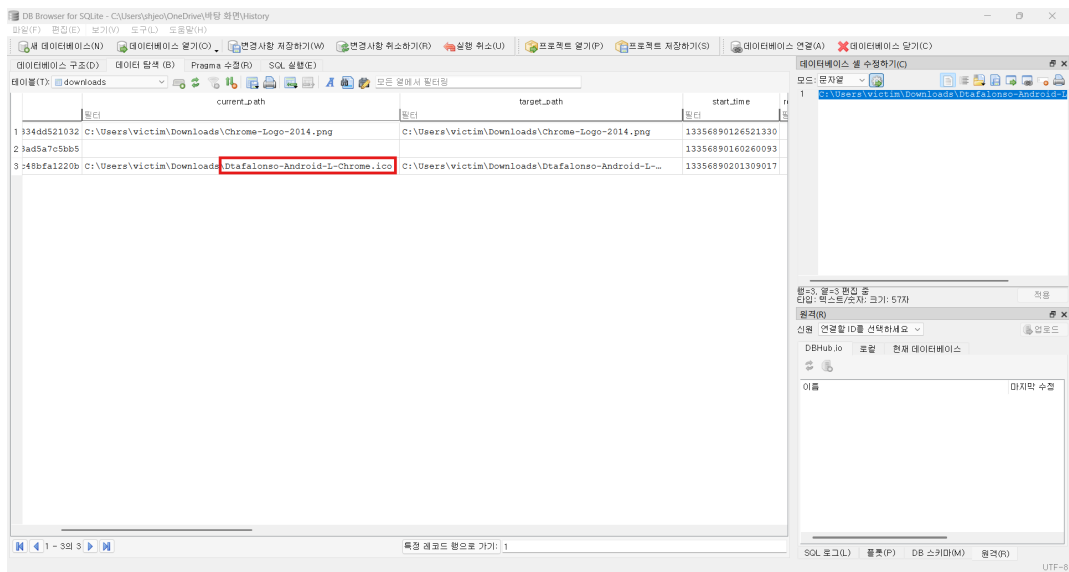 DB Browser for SQLite - C:\Users\shjeo\OneDrive\바탕 화면\History
파일(F) 편집(E) 보기(V) 도구(L) 도움말(H)
새 데이터베이스(N) 데이터베이스 열기(O) 변경사항 저장하기(W) 변경사항 취소하기(R) 실행 취소(U) 프로젝트 열기(P) 프로젝트 저장하기(S) 데이터베이스 연결(A) 데이터베이스 닫기(C)
데이터베이스 구조(D) 데이터 탐색 (B) Pragma 수정(R) SQL 실행(E)
테이블(T): downloads 모든 열에서 필터링
current_path target_path start_time
필터 필터 필터
1 334dd521032 C:\Users\victim\Downloads\Chrome-Logo-2014.png C:\Users\victim\Downloads\Chrome-Logo-2014.png 13356890126521330
2 3ad5a7c5bb5 13356890160260093
3 c48bfa1220b C:\Users\victim\Downloads\Dtafalonso-Android-L-Chrome.ico C:\Users\victim\Downloads\Dtafalonso-Android-L-… 13356890201309017
1 - 3의 3 특정 레코드 행으로 가기: 1
데이터베이스 셀 수정하기(C)
모드: 문자열
1 C:\Users\victim\Downloads\Dtafalonso-Android-L
행=3, 열=3 편집 중
타입: 텍스트/숫자; 크기: 57자
적용
원격(R)
신원 연결할 ID를 선택하세요 업로드
DBHub.io 로컬 현재 데이터베이스
이름 마지막 수정
SQL 로그(L) 플롯(P) DB 스키마(M) 원격(R)
UTF-8